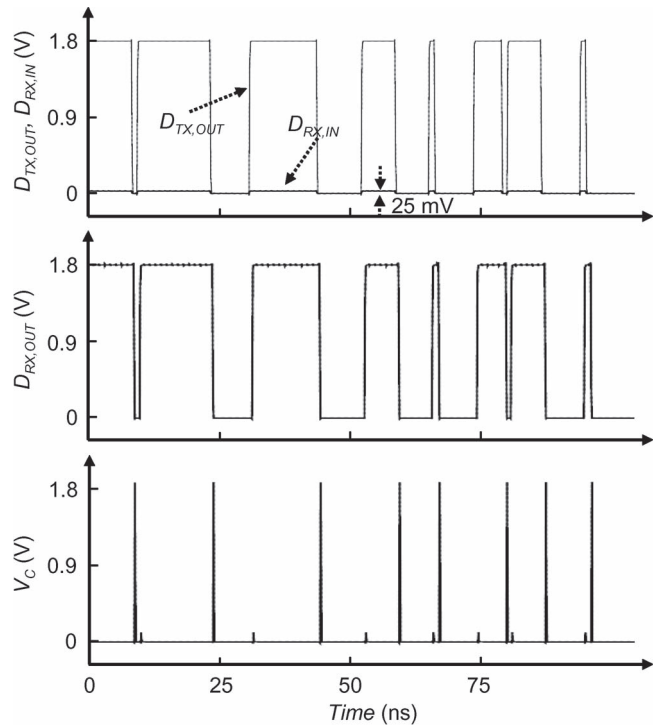 D_TX,OUT, D_RX,IN (V)
1.8
0.9
0
D_TX,OUT
D_RX,IN
25 mV
D_RX,OUT (V)
1.8
0.9
0
V_C (V)
1.8
0.9
0
0
25
50
75
Time (ns)